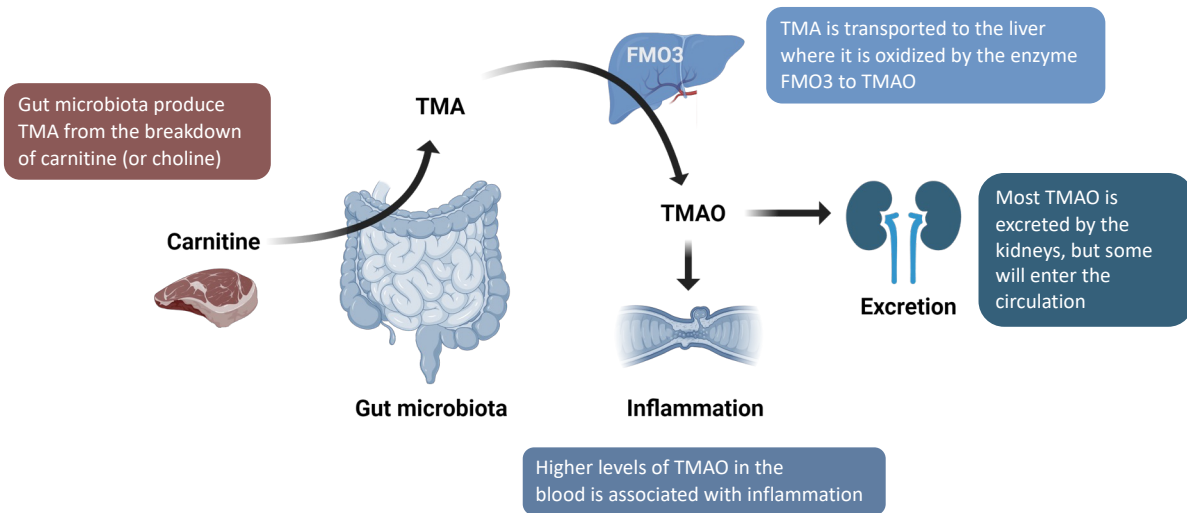 Gut microbiota produce
TMA from the breakdown
of carnitine (or choline)
Carnitine
TMA
Gut microbiota
FMO3
TMA is transported to the liver
where it is oxidized by the enzyme
FMO3 to TMAO
TMAO
Inflammation
Higher levels of TMAO in the
blood is associated with inflammation
Excretion
Most TMAO is
excreted by the
kidneys, but some
will enter the
circulation